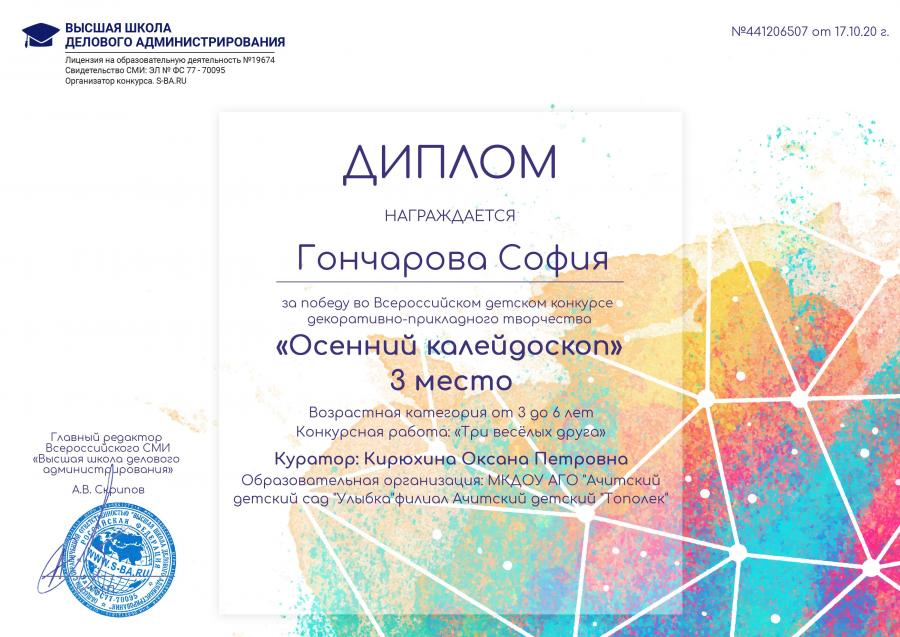 ВЫСШАЯ ШКОЛА
ДЕЛОВОГО АДМИНИСТРИРОВАНИЯ
Лицензия на образовательную деятельность №19674
Свидетельство СМИ: ЭЛ № ФС 77 - 70095
Организатор конкурса. S-BA.RU
№441206507 от 17.10.20 г.
ДИПЛОМ
НАГРАЖДАЕТСЯ
Гончарова София
за победу во Всероссийском детском конкурсе
декоративно-прикладного творчества
«Осенний калейдоскоп»
3 место
Возрастная категория от 3 до 6 лет
Конкурсная работа: «Три весёлых друга»
Куратор: Кирюхина Оксана Петровна
Образовательная организация: МКДОУ АГО "Ачитский
детский сад "Улыбка"филиал Ачитский детский "Тополек"
Главный редактор
Всероссийского СМИ
«Высшая школа делового
администрирования»
А.В. Скрипов
РОССИЙСКАЯ ФЕДЕРАЦИЯ
WWW.S-BA.RU